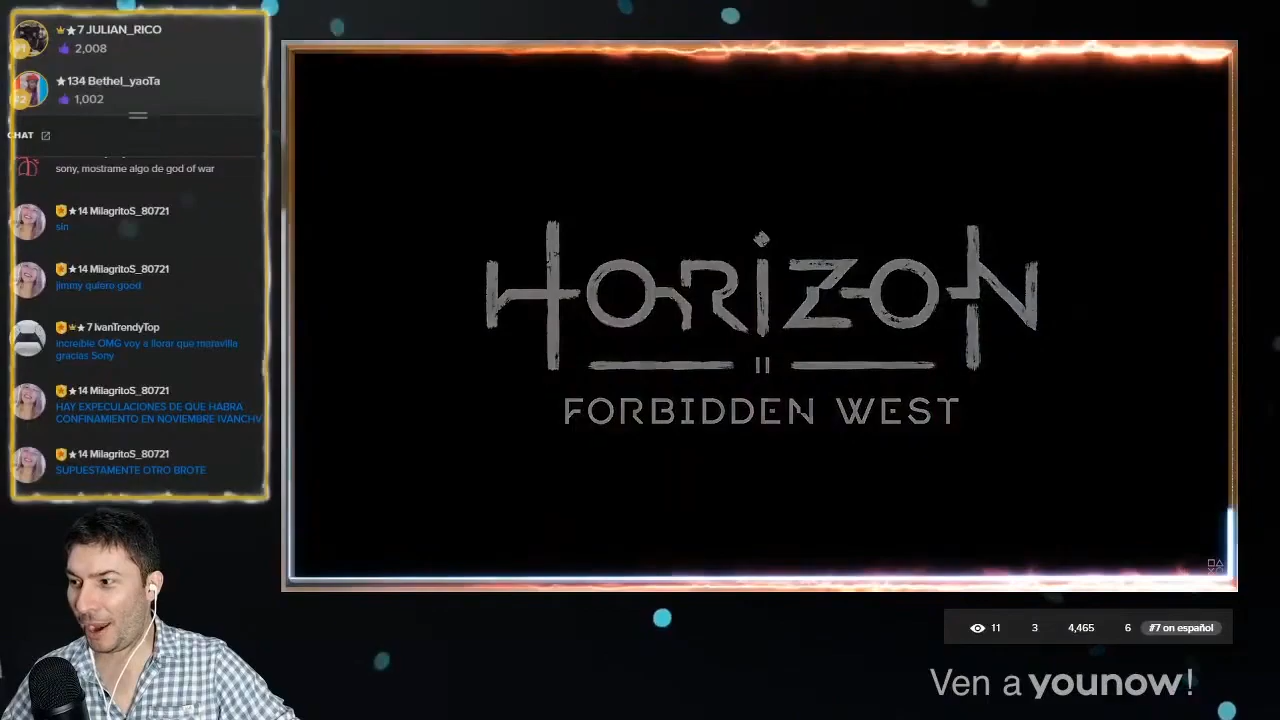 7 JULIAN_RICO
#1
2,008
134 Bethel_yaoTa
#2
1,002
CHAT
sony, mostrame algo de god of war
14 MilagritoS_80721
sin
14 MilagritoS_80721
jimmy quiero good
7 IvanTrendyTop
increíble OMG voy a llorar que maravilla
gracias Sony
14 MilagritoS_80721
HAY EXPECULACIONES DE QUE HABRA
CONFINAMIENTO EN NOVIEMBRE IVANCHV
14 MilagritoS_80721
SUPUESTAMENTE OTRO BROTE
HORIZON
II
FORBIDDEN WEST
11 3 4,465 6 #7 on español
Ven a younow!